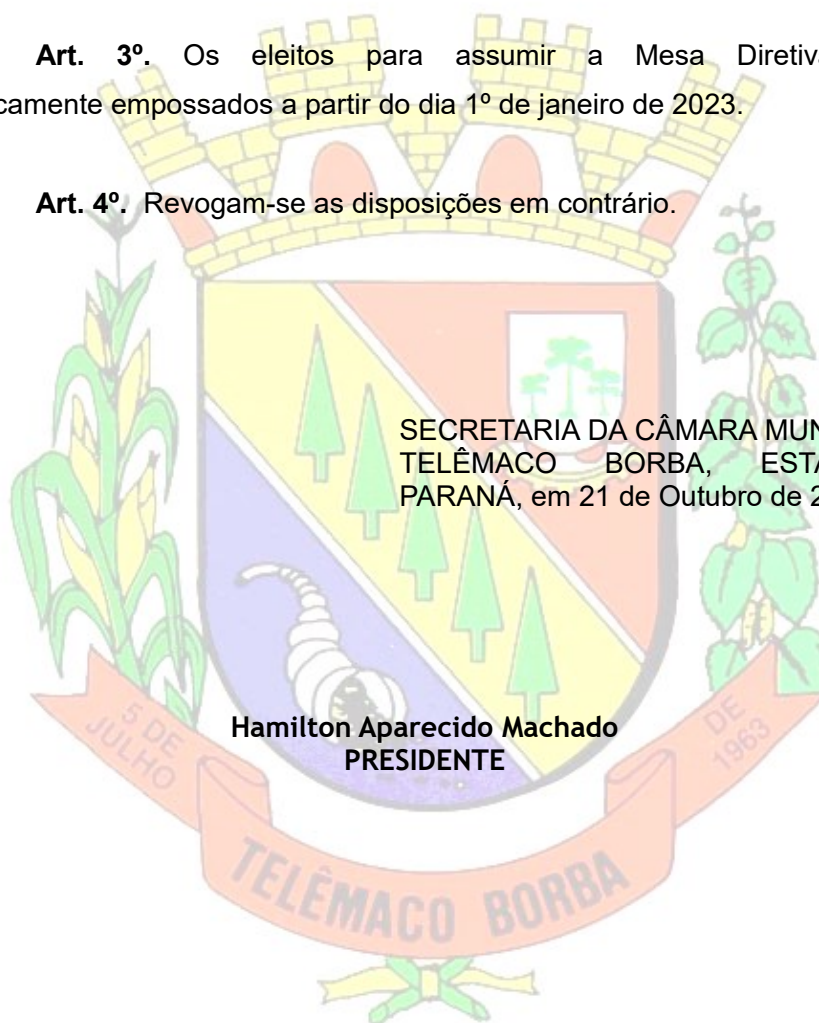 Art. 3º. Os eleitos para assumir a Mesa Diretiva
camente empossados a partir do dia 1º de janeiro de 2023.
Art. 4º. Revogam-se as disposições em contrário.
SECRETARIA DA CÂMARA MUN
TELÊMACO BORBA, ESTA
PARANÁ, em 21 de Outubro de 2
Hamilton Aparecido Machado
PRESIDENTE
5 DE
JULHO
DE
1963
TELÊMACO BORBA